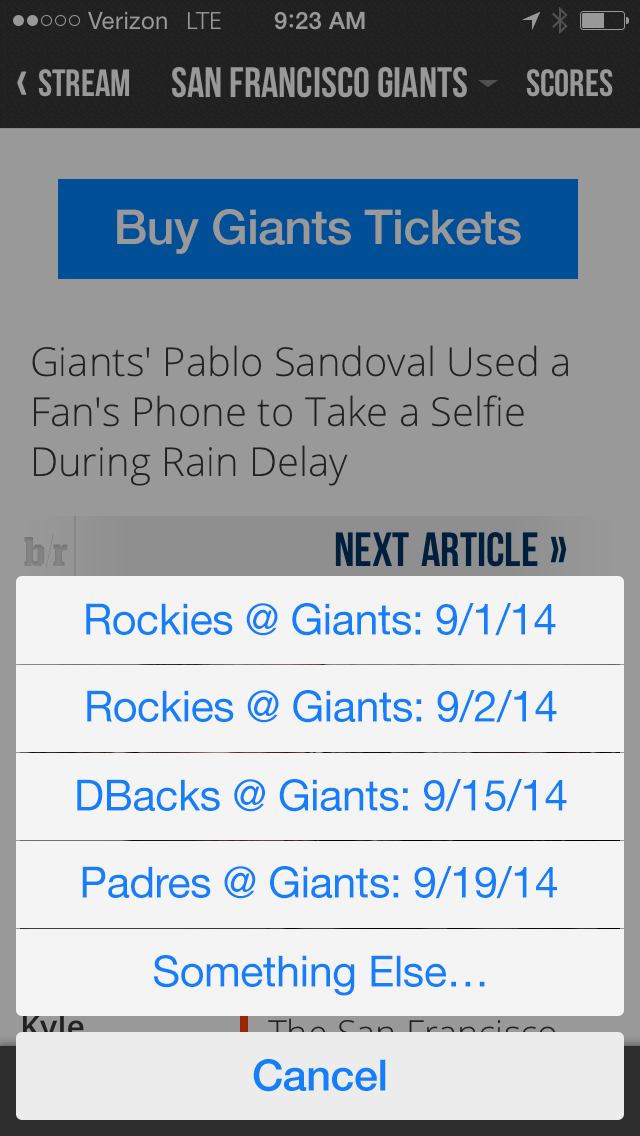 Verizon LTE 9:23 AM
STREAM SAN FRANCISCO GIANTS SCORES
Buy Giants Tickets
Giants' Pablo Sandoval Used a
Fan's Phone to Take a Selfie
During Rain Delay
b/r NEXT ARTICLE »
Rockies @ Giants: 9/1/14
Rockies @ Giants: 9/2/14
DBacks @ Giants: 9/15/14
Padres @ Giants: 9/19/14
Something Else...
Kyle The San Francisco
Cancel